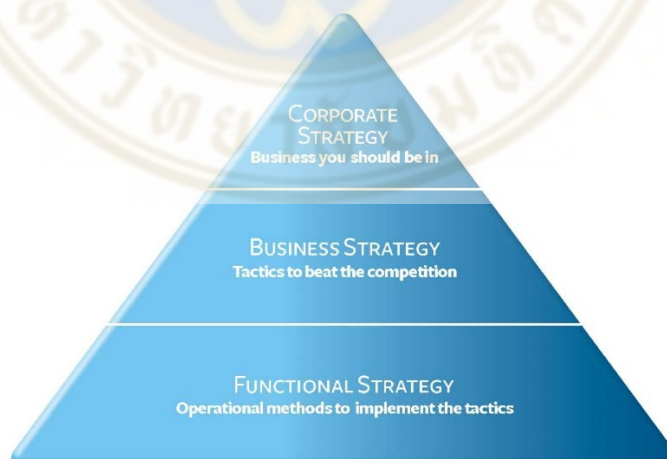 CORPORATE
STRATEGY
Business you should be in
BUSINESS STRATEGY
Tactics to beat the competition
FUNCTIONAL STRATEGY
Operational methods to implement the tactics